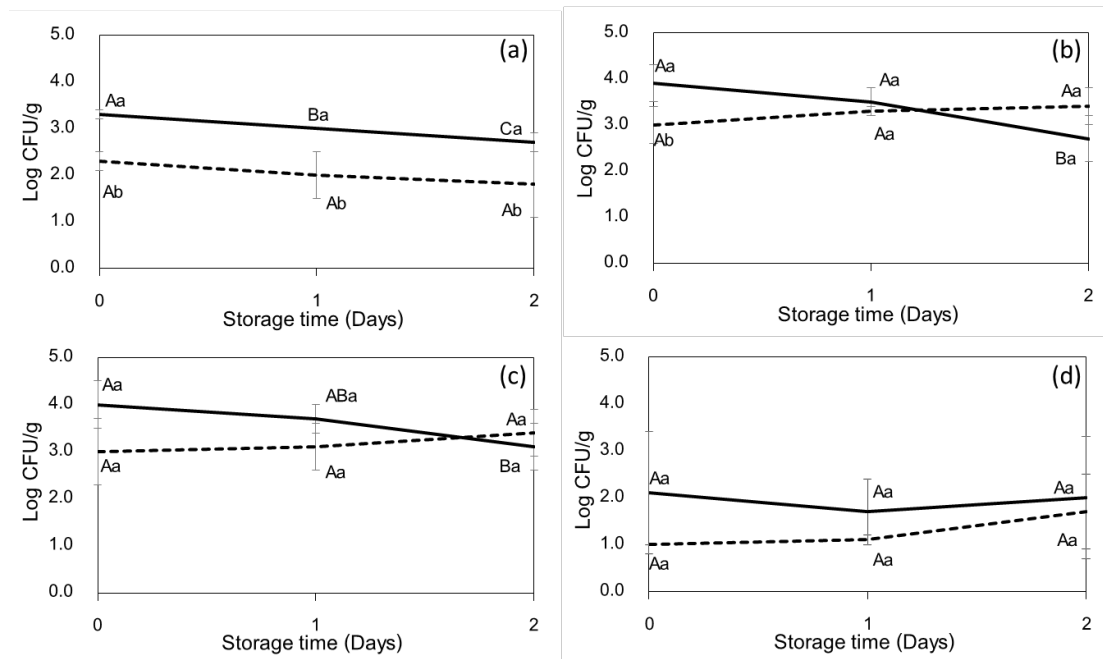 (a)
Log CFU/g
5.0
4.0
3.0
2.0
1.0
0.0
Aa
Ba
Ca
Ab
Ab
Ab
0 1 2
Storage time (Days)
(b)
Log CFU/g
5.0
4.0
3.0
2.0
1.0
0.0
Aa
Aa
Aa
Ab
Aa
Ba
0 1 2
Storage time (Days)
(c)
Log CFU/g
5.0
4.0
3.0
2.0
1.0
0.0
Aa
ABa
Aa
Aa
Aa
Ba
0 1 2
Storage time (Days)
(d)
Log CFU/g
5.0
4.0
3.0
2.0
1.0
0.0
Aa
Aa
Aa
Aa
Aa
Aa
0 1 2
Storage time (Days)